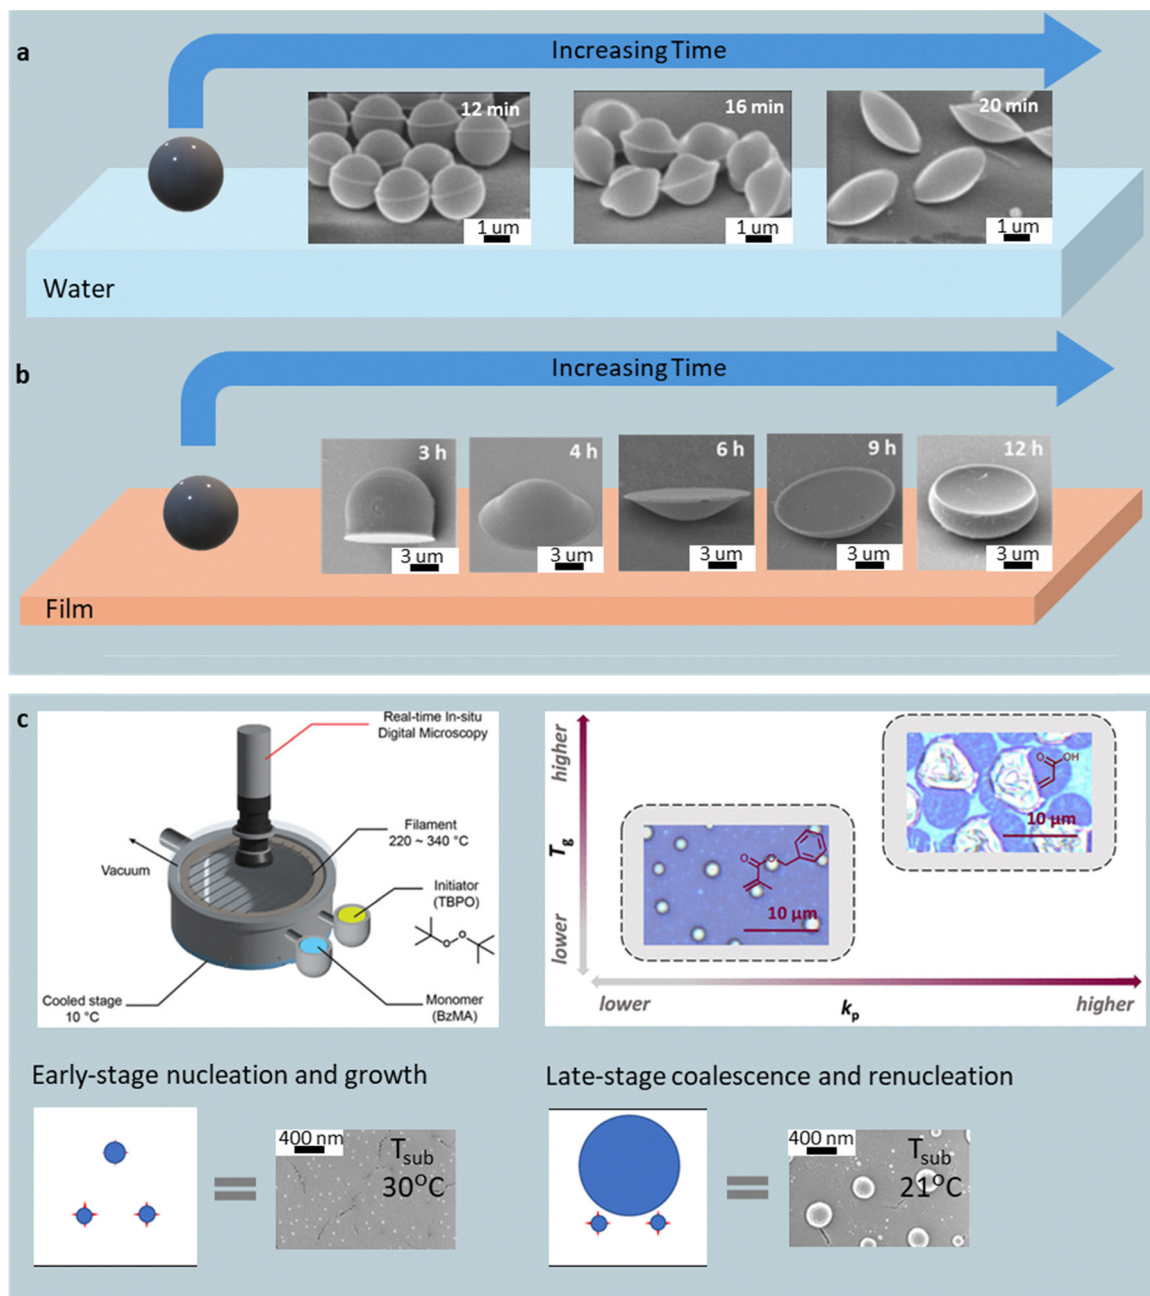 a
Increasing Time
12 min
16 min
20 min
1 um
1 um
1 um
Water
b
Increasing Time
3 h
4 h
6 h
9 h
12 h
3 um
3 um
3 um
3 um
3 um
Film
c
Real-time In-situ
Digital Microscopy
Filament
220 ~ 340 °C
Vacuum
Initiator
(TBPO)
O
O
Cooled stage
10 °C
Monomer
(BzMA)
higher
Tg
lower
O
OH
10 µm
O
O
10 µm
lower
kp
higher
Early-stage nucleation and growth
400 nm
Tsub
30°C
Late-stage coalescence and renucleation
400 nm
Tsub
21°C